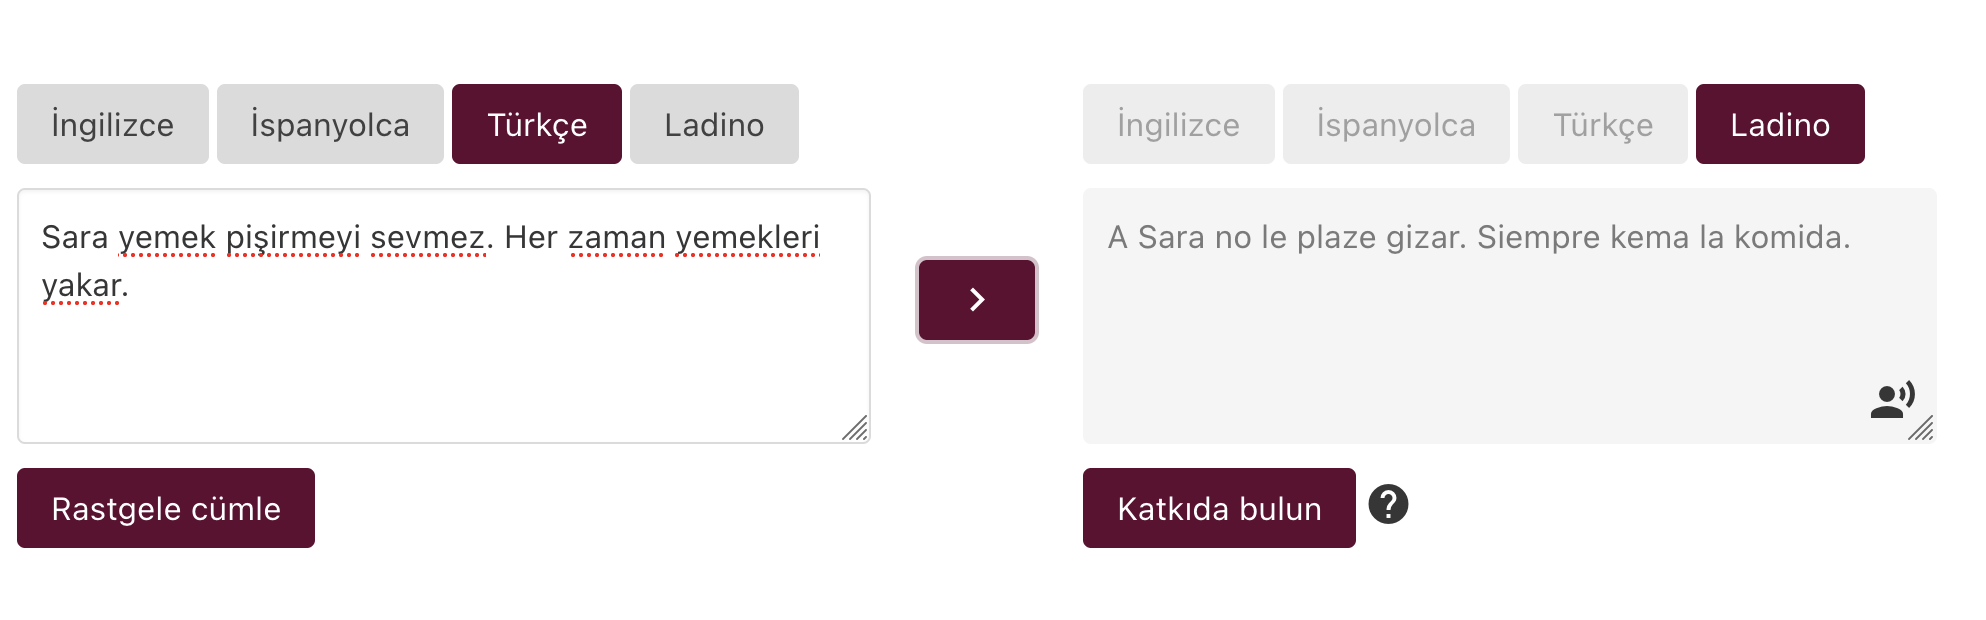 İngilizce
İspanyolca
Türkçe
Ladino
Sara yemek pişirmeyi sevmez. Her zaman yemekleri
yakar.
Rastgele cümle
İngilizce
İspanyolca
Türkçe
Ladino
A Sara no le plaze gizar. Siempre kema la komida.
Katkıda bulun
?